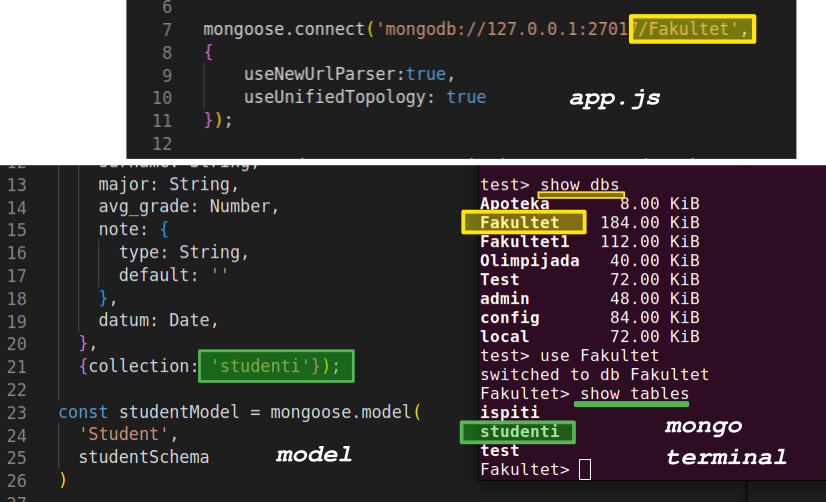 6
7 mongoose.connect('mongodb://127.0.0.1:27017/Fakultet',
8 {
9 useNewUrlParser:true,
10 useUnifiedTopology: true
11 });
12
app.js
12 surname: String,
13 major: String,
14 avg_grade: Number,
15 note: {
16 type: String,
17 default: ''
18 },
19 datum: Date,
20 },
21 {collection: 'studenti'});
22
23 const studentModel = mongoose.model(
24 'Student',
25 studentSchema
26 )
27
model
test> show dbs
Apoteka 8.00 KiB
Fakultet 184.00 KiB
Fakultet1 112.00 KiB
Olimpijada 40.00 KiB
Test 72.00 KiB
admin 48.00 KiB
config 84.00 KiB
local 72.00 KiB
test> use Fakultet
switched to db Fakultet
Fakultet> show tables
ispiti
studenti
test
Fakultet>
mongo
terminal